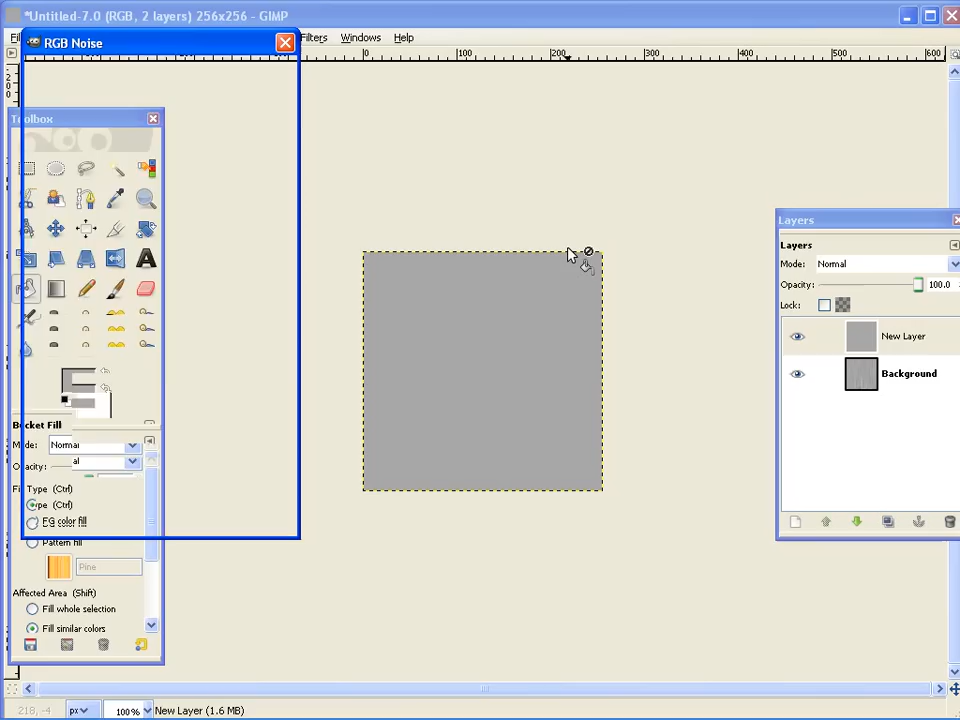 *Untitled-7.0 (RGB, 2 layers) 256x256 - GIMP
Filters Windows Help
RGB Noise
0 100 200 300 400 500 600
Toolbox
Layers
Layers
Mode: Normal
Opacity: 100.0
Lock:
New Layer
Background
Bucket Fill
Mode: Normal
Opacity:
Fill Type (Ctrl)
FG color fill
Pattern fill
Pine
Affected Area (Shift)
Fill whole selection
Fill similar colors
218, -4 px 100% New Layer (1.6 MB)